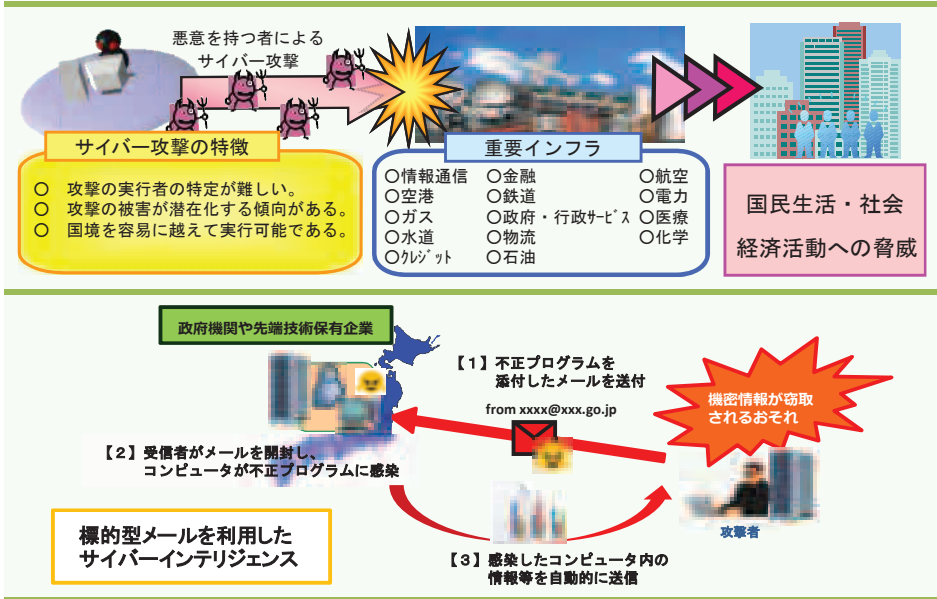 悪意を持つ者による
サイバー攻撃
サイバー攻撃の特徴
○ 攻撃の実行者の特定が難しい。
○ 攻撃の被害が潜在化する傾向がある。
○ 国境を容易に越えて実行可能である。
重要インフラ
○情報通信 ○金融 ○航空
○空港 ○鉄道 ○電力
○ガス ○政府・行政ｻｰﾋﾞｽ ○医療
○水道 ○物流 ○化学
○ｸﾚｼﾞｯﾄ ○石油
国民生活・社会
経済活動への脅威
政府機関や先端技術保有企業
【１】不正プログラムを
添付したメールを送付
from xxxx@xxx.go.jp
機密情報が窃取
されるおそれ
【２】受信者がメールを開封し、
コンピュータが不正プログラムに感染
攻撃者
標的型メールを利用した
サイバーインテリジェンス
【３】感染したコンピュータ内の
情報等を自動的に送信